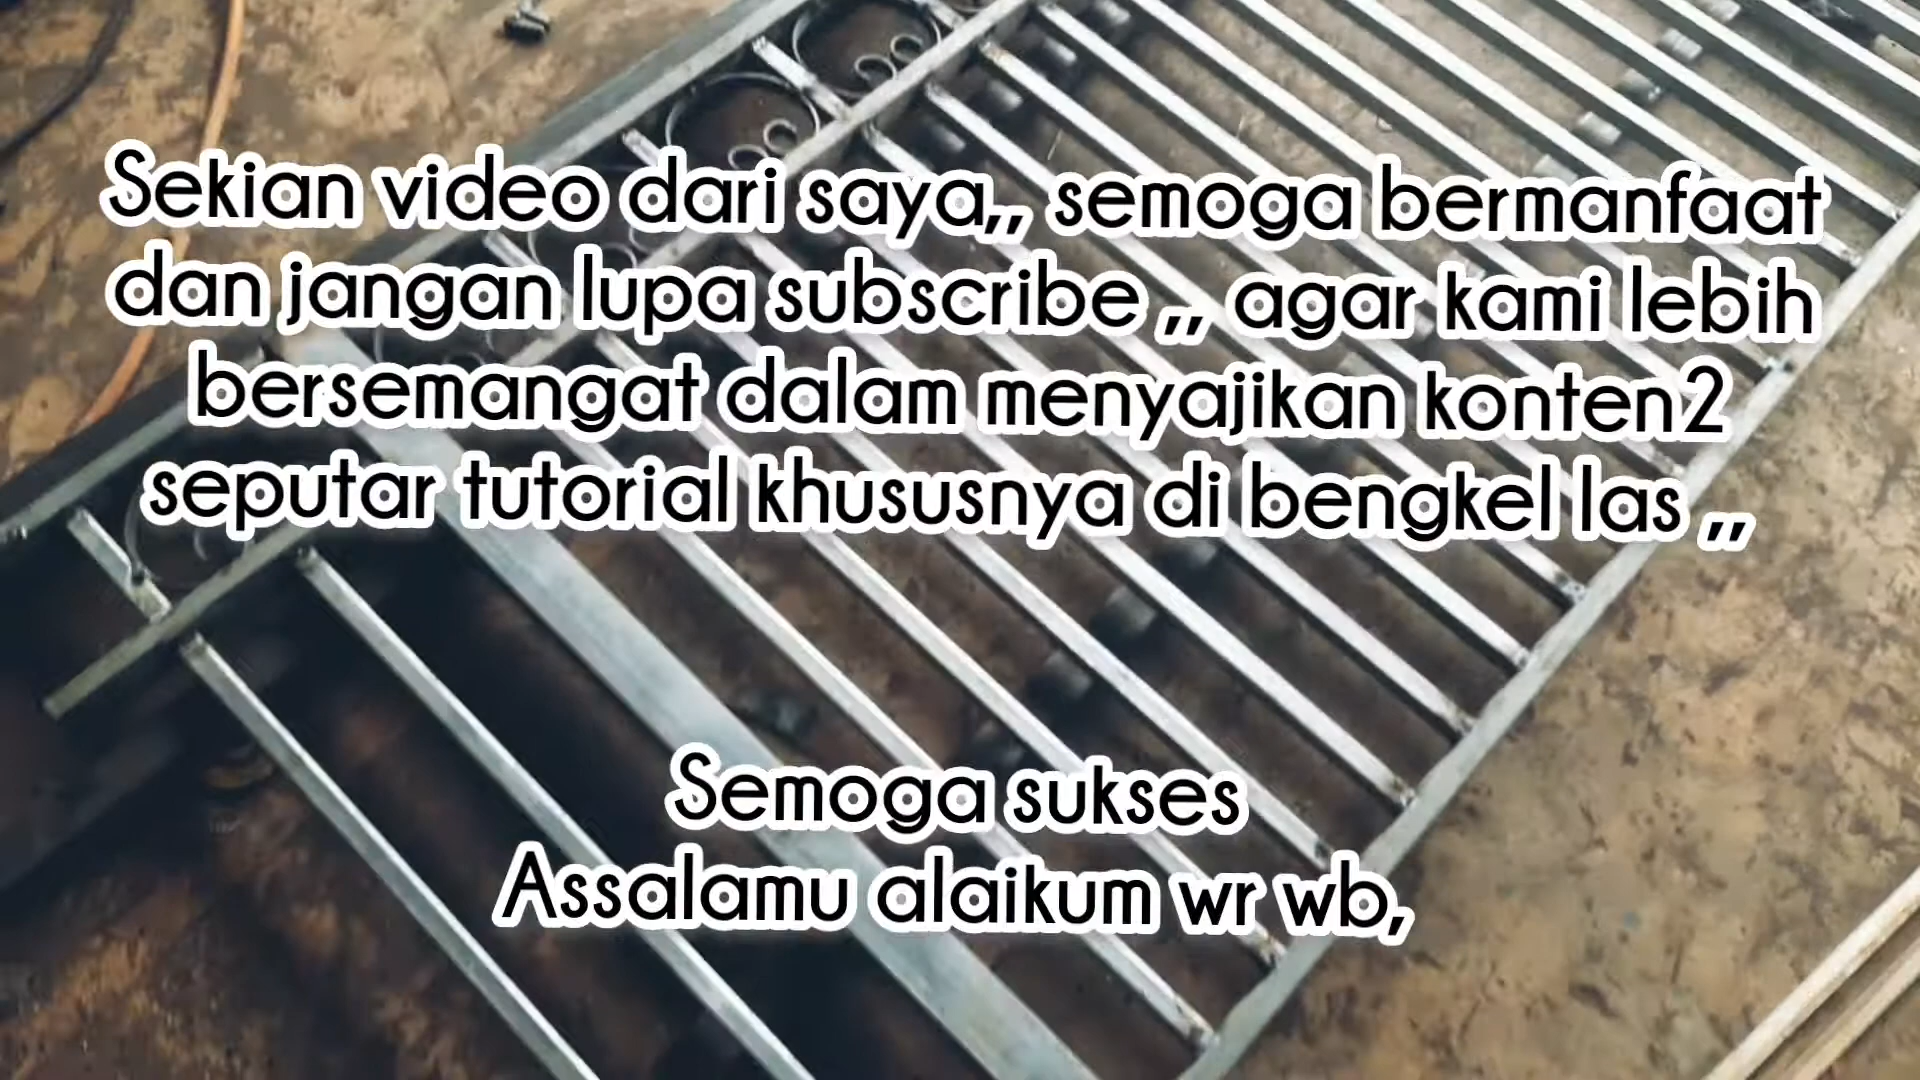 Sekian video dari saya,, semoga bermanfaat
dan jangan lupa subscribe ,, agar kami lebih
bersemangat dalam menyajikan konten2
seputar tutorial khususnya di bengkel las ,,
Semoga sukses
Assalamu alaikum wr wb,